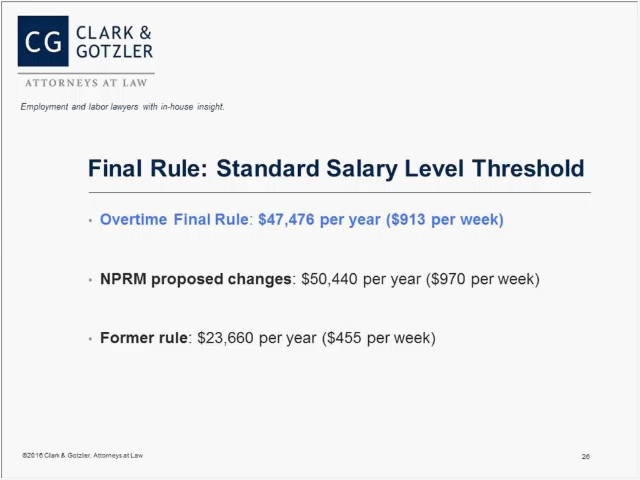 CG
CLARK &
GOTZLER
ATTORNEYS AT LAW
Employment and labor lawyers with in-house insight.
Final Rule: Standard Salary Level Threshold
• Overtime Final Rule: $47,476 per year ($913 per week)
• NPRM proposed changes: $50,440 per year ($970 per week)
• Former rule: $23,660 per year ($455 per week)
©2016 Clark & Gotzler, Attorneys at Law
26